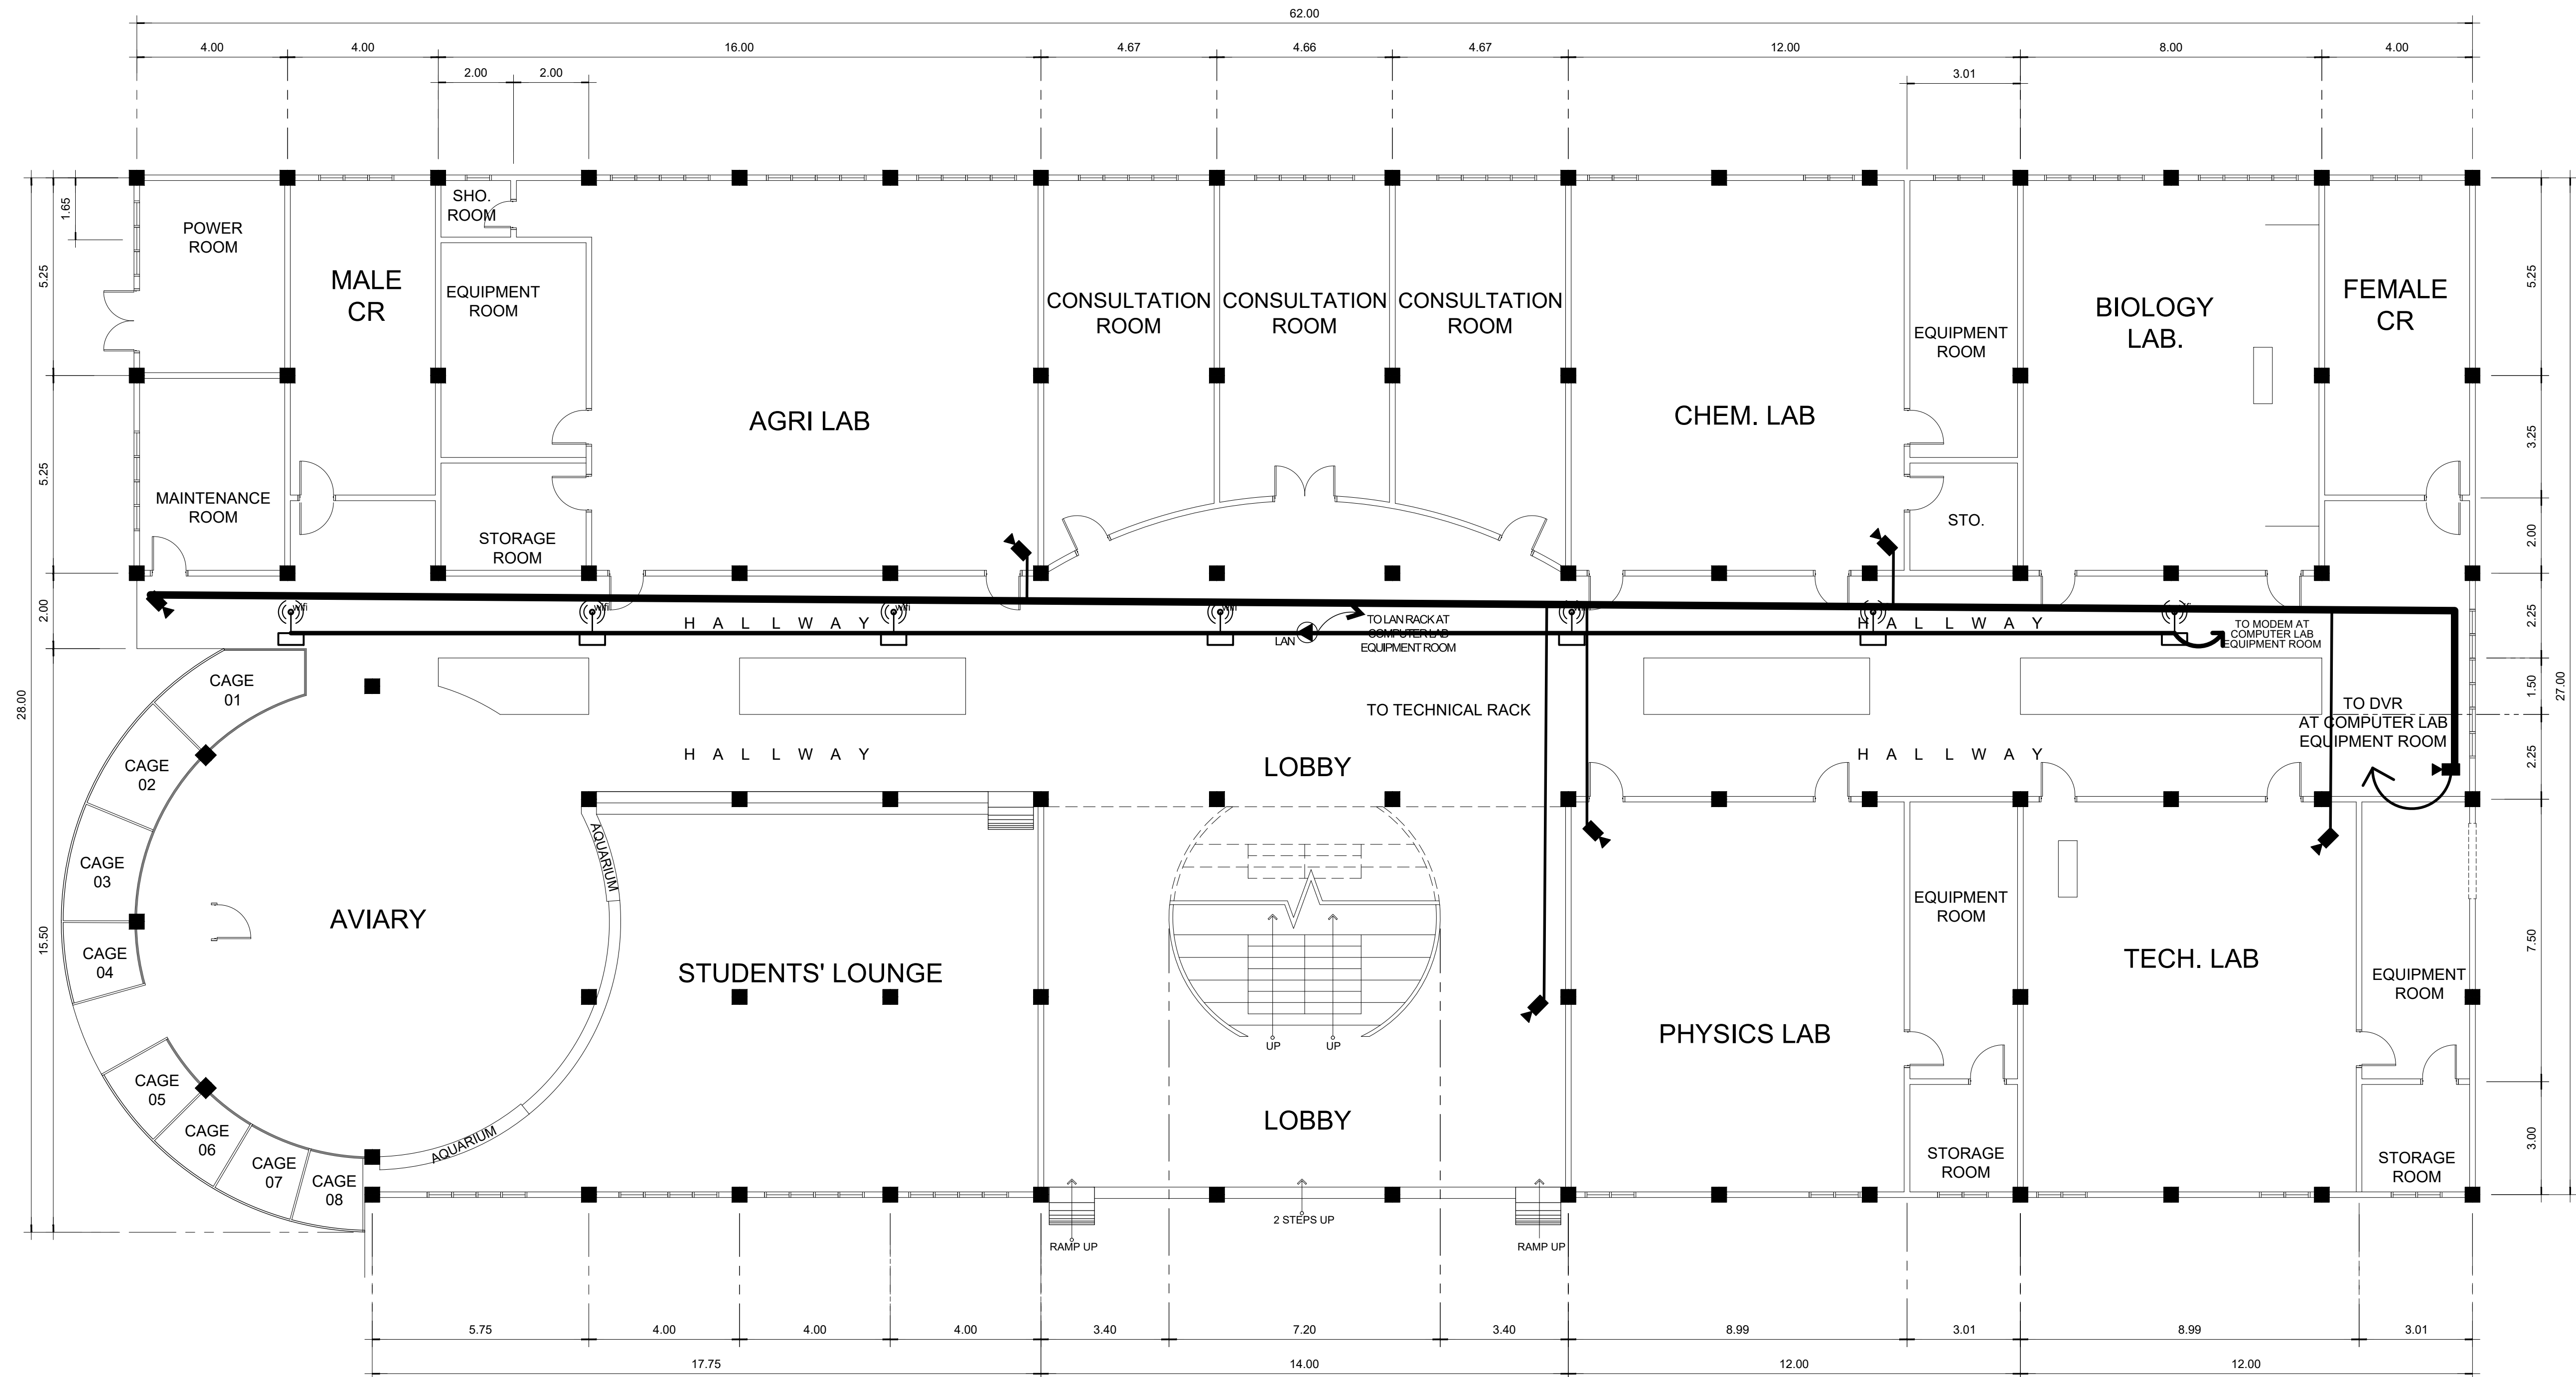 62.00
4.00
4.00
16.00
4.67
4.66
4.67
12.00
8.00
4.00
2.00
2.00
3.01
1.65
5.25
5.25
2.00
28.00
15.50
5.25
3.25
2.00
2.25
1.50
27.00
2.25
7.50
3.00
POWER
ROOM
MALE
CR
SHO.
ROOM
EQUIPMENT
ROOM
AGRI LAB
CONSULTATION
ROOM
CONSULTATION
ROOM
CONSULTATION
ROOM
CHEM. LAB
EQUIPMENT
ROOM
BIOLOGY
LAB.
FEMALE
CR
MAINTENANCE
ROOM
STORAGE
ROOM
STO.
wifi
wifi
wifi
wifi
H A L L W A Y
LAN
TO LAN RACK AT
COMPUTER LAB
EQUIPMENT ROOM
H A L L W A Y
TO MODEM AT
COMPUTER LAB
EQUIPMENT ROOM
CAGE
01
CAGE
02
CAGE
03
CAGE
04
CAGE
05
CAGE
06
CAGE
07
CAGE
08
TO TECHNICAL RACK
TO DVR
AT COMPUTER LAB
EQUIPMENT ROOM
H A L L W A Y
LOBBY
H A L L W A Y
AQUARIUM
AVIARY
STUDENTS' LOUNGE
AQUARIUM
UP
UP
LOBBY
PHYSICS LAB
EQUIPMENT
ROOM
STORAGE
ROOM
TECH. LAB
EQUIPMENT
ROOM
STORAGE
ROOM
RAMP UP
2 STEPS UP
RAMP UP
5.75
4.00
4.00
4.00
3.40
7.20
3.40
8.99
3.01
8.99
3.01
17.75
14.00
12.00
12.00